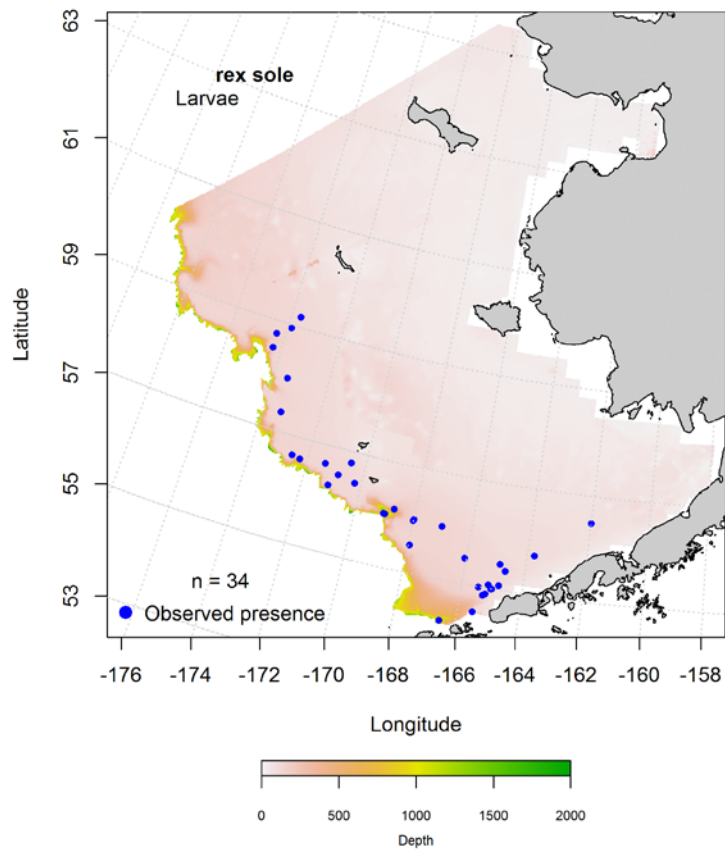 63
61
59
57
55
53
Latitude
rex sole
Larvae
n = 34
Observed presence
-176 -174 -172 -170 -168 -166 -164 -162 -160 -158
Longitude
0 500 1000 1500 2000
Depth